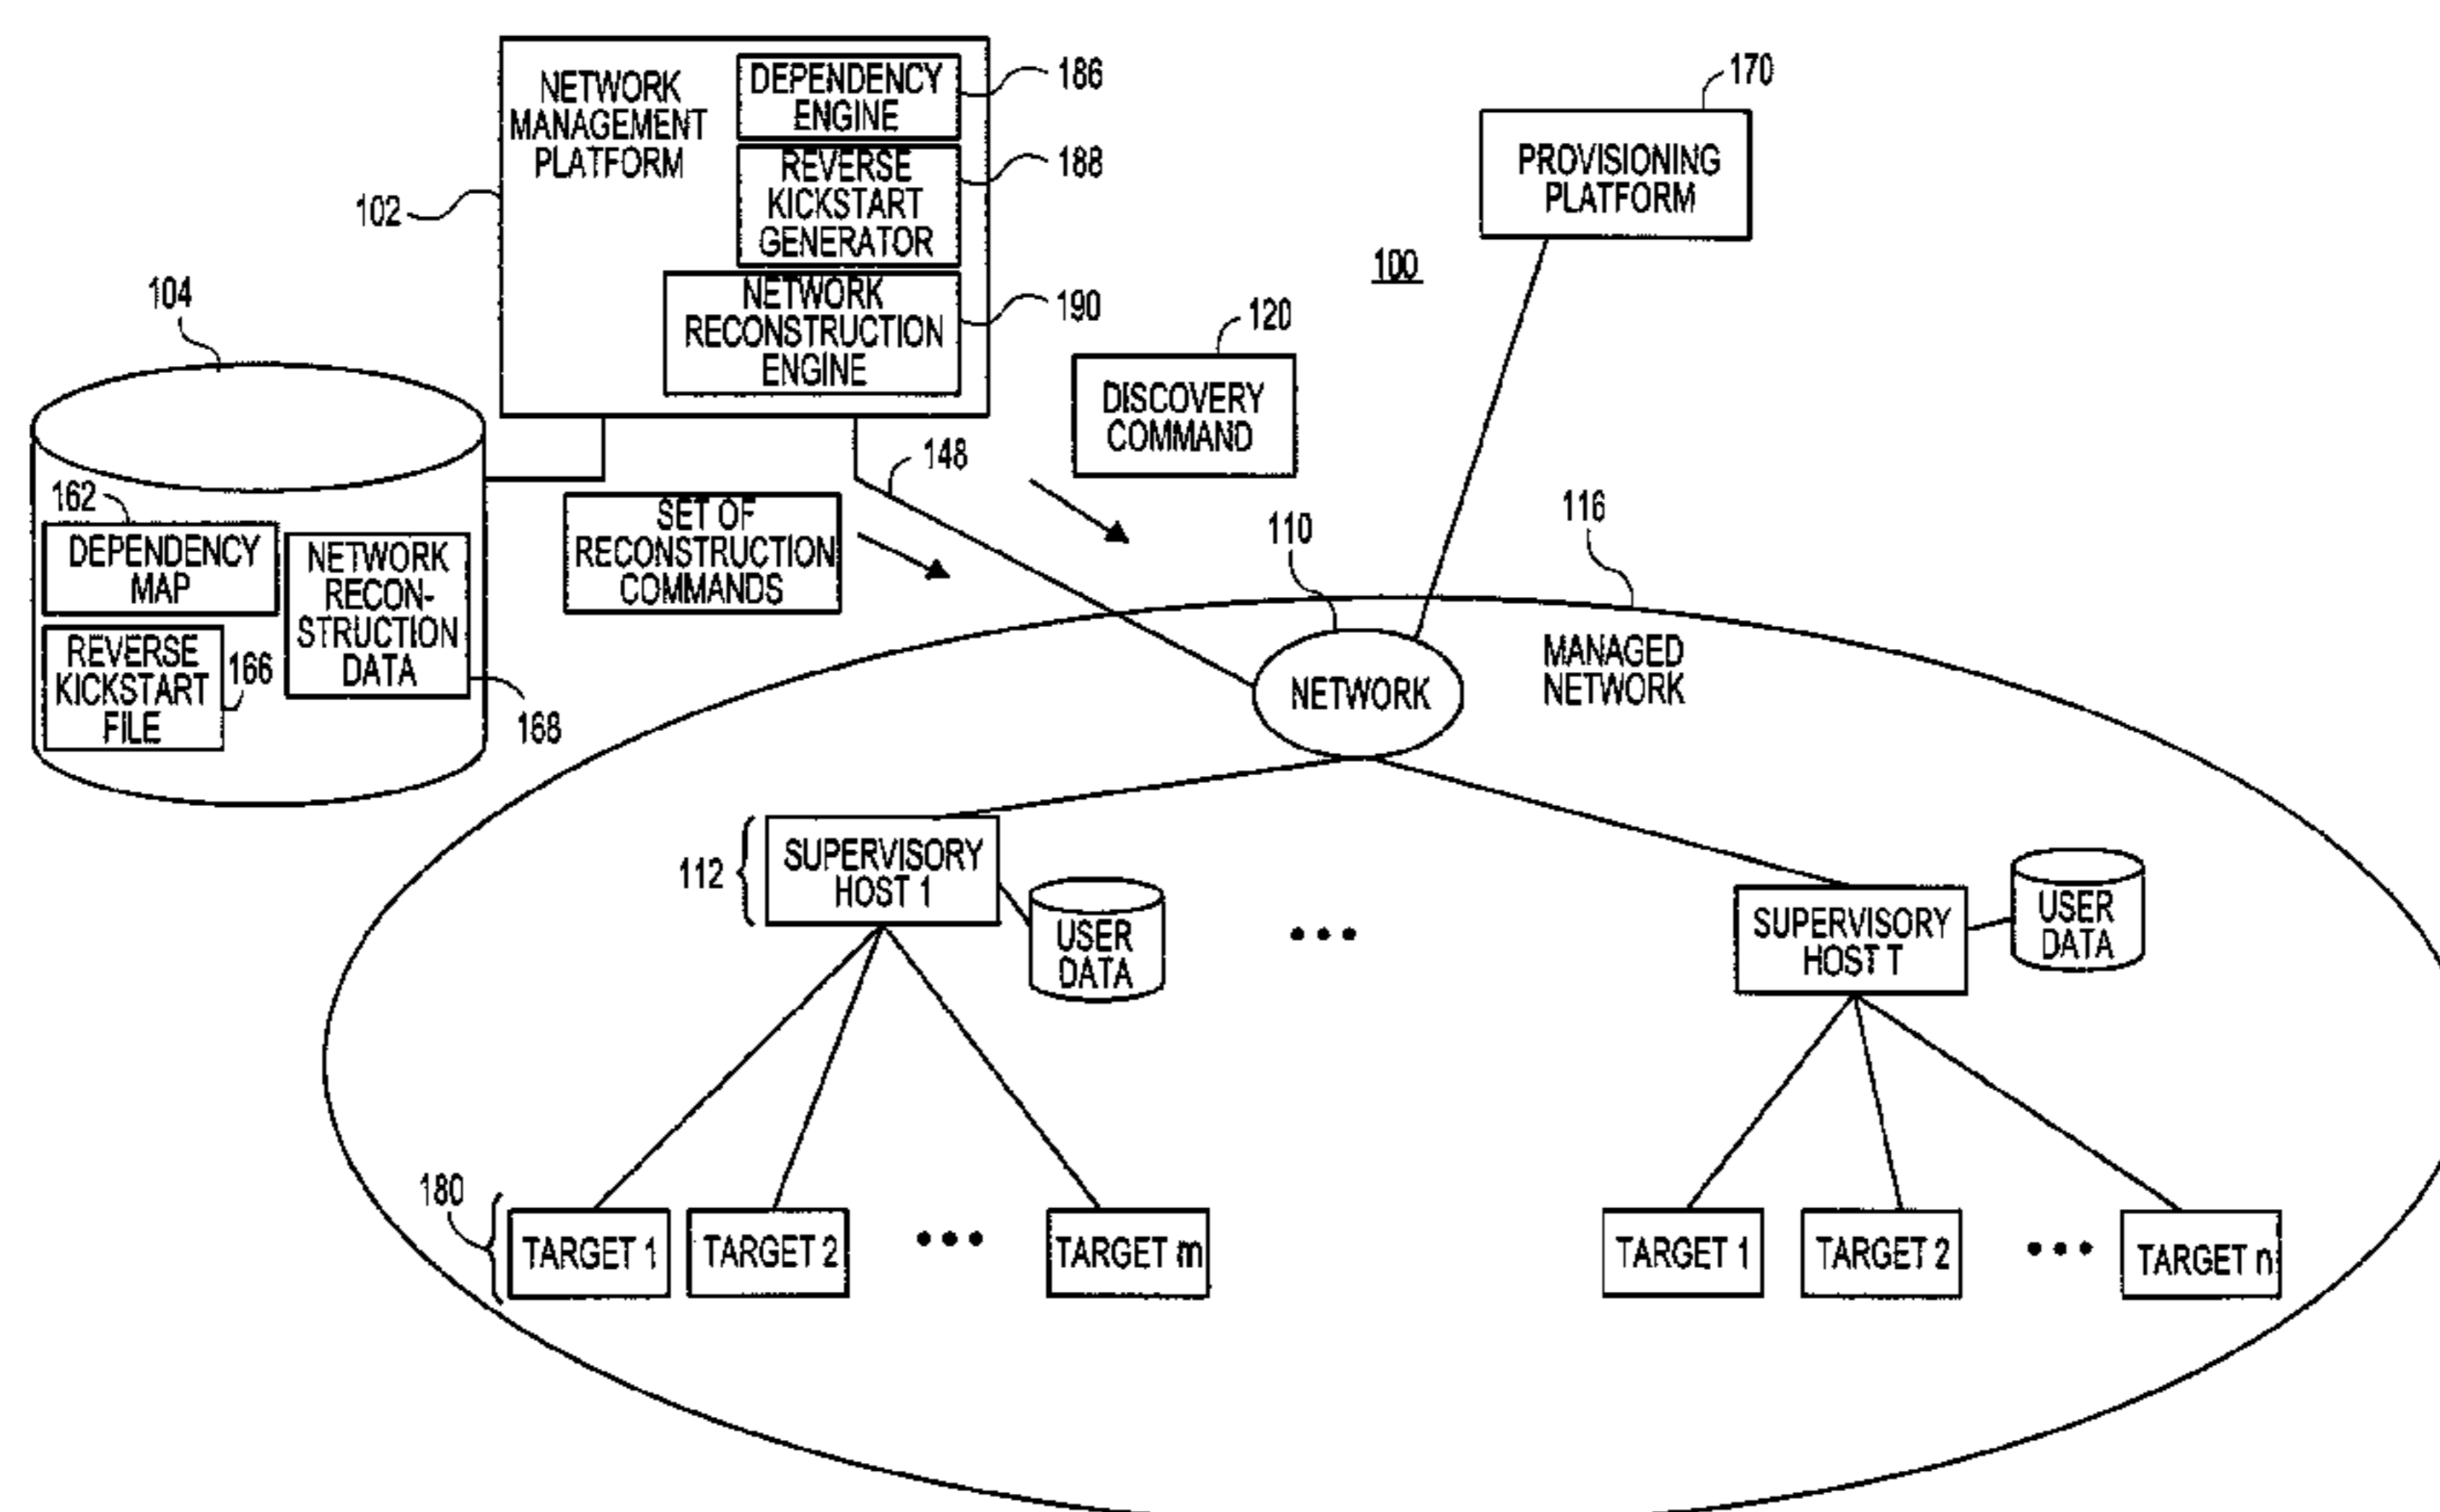 NETWORK
MANAGEMENT
PLATFORM
DEPENDENCY
ENGINE
186
REVERSE
KICKSTART
GENERATOR
188
NETWORK
RECONSTRUCTION
ENGINE
190
102
170
PROVISIONING
PLATFORM
100
104
120
DISCOVERY
COMMAND
148
162
DEPENDENCY
MAP
NETWORK
RECON-
STRUCTION
DATA
REVERSE
KICKSTART
FILE
166
168
SET OF
RECONSTRUCTION
COMMANDS
110
116
NETWORK
MANAGED
NETWORK
112
SUPERVISORY
HOST 1
USER
DATA
• • •
SUPERVISORY
HOST T
USER
DATA
180
TARGET 1
TARGET 2
• • •
TARGET m
TARGET 1
TARGET 2
• • •
TARGET n